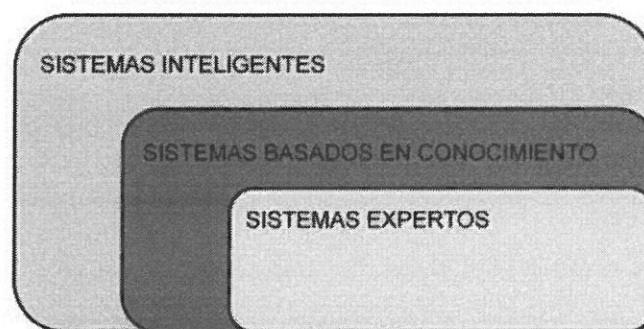 SISTEMAS INTELIGENTES
SISTEMAS BASADOS EN CONOCIMIENTO
SISTEMAS EXPERTOS